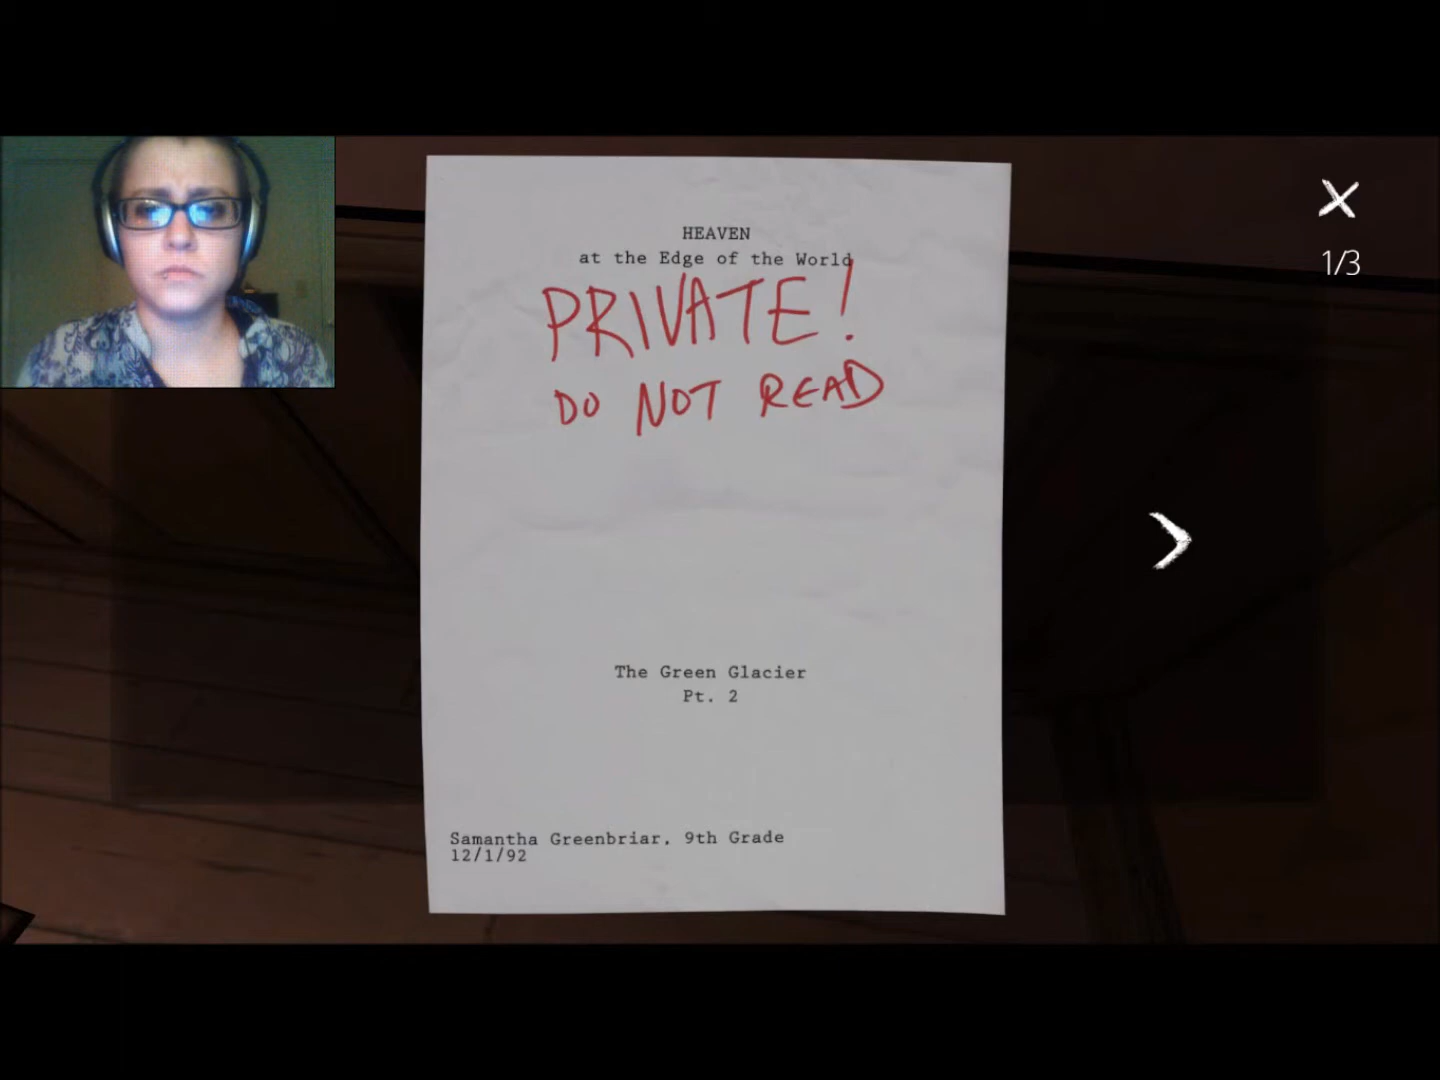 HEAVEN
at the Edge of the World
PRIVATE!
DO NOT READ
1/3
The Green Glacier
Pt. 2
Samantha Greenbriar, 9th Grade
12/1/92